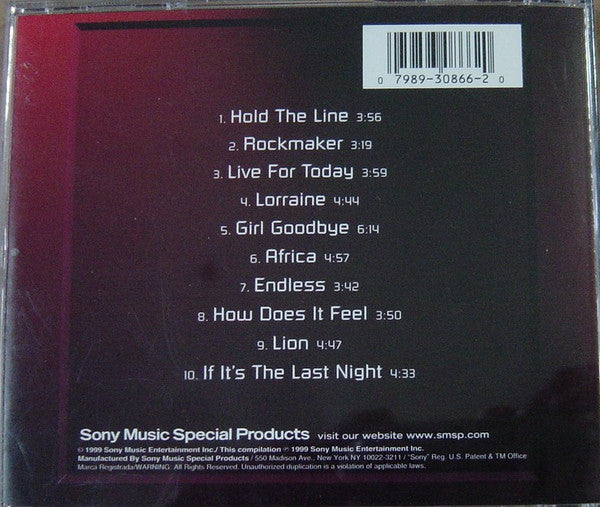 0 7989-30866-2 0
1. Hold The Line 3:56
2. Rockmaker 3:19
3. Live For Today 3:59
4. Lorraine 4:44
5. Girl Goodbye 6:14
6. Africa 4:57
7. Endless 3:42
8. How Does It Feel 3:50
9. Lion 4:47
10. If It's The Last Night 4:33
Sony Music Special Products visit our website www.smsp.com
© 1999 Sony Music Entertainment Inc./ This compilation ℗ 1999 Sony Music Entertainment Inc.
Manufactured By Sony Music Special Products / 550 Madison Ave., New York NY 10022-3211 / "Sony" Reg. U.S. Patent & TM Office
Marca Registrada/WARNING: All Rights Reserved. Unauthorized duplication is a violation of applicable laws.